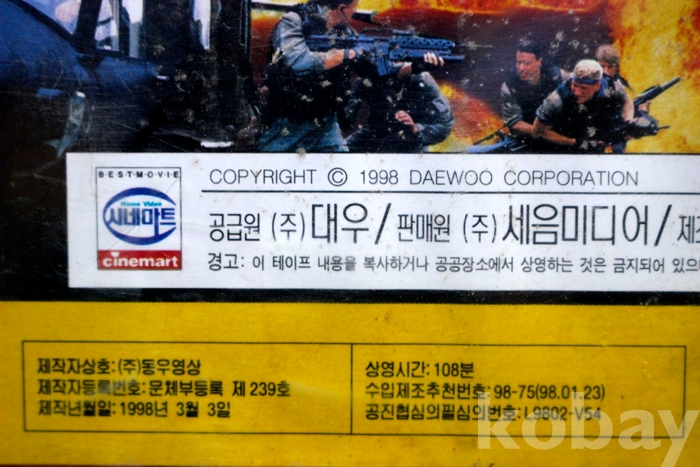 BESTMOVIE
Home Video
시네마트
cinemart
COPYRIGHT © 1998 DAEWOO CORPORATION
공급원 (주)대우/판매원 (주)세음미디어/제
경고: 이 테이프 내용을 복사하거나 공공장소에서 상영하는 것은 금지되어 있으
제작자상호:(주)동우영상
제작자등록번호:문체부등록 제 239호
제작년월일:1998년 3월 3일
상영시간: 108분
수입제조추천번호: 98-75(98.01.23)
공진협심의필심의번호: L9802-V54
kobay